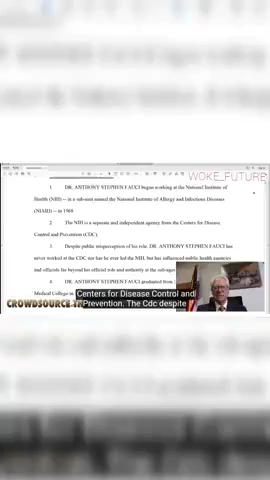 WOKE_FUTURE
1 DR. ANTHONY STEPHEN FAUCI began working at the National Institute of
Health (NIH) -- in a sub-unit named the National Institute of Allergy and Infectious Diseases
(NIAID) -- in 1968
2 The NIH is a separate and independent agency from the Centers for Disease
Control and Prevention (CDC).
3. Despite public misperception of his role, DR. ANTHONY STEPHEN FAUCI has
never worked at the CDC nor has he ever led the NIH, but has influenced public health agencies
and officials far beyond his official role and authority at the sub-agency
4. DR. ANTHONY STEPHEN FAUCI graduated from
Medical College in
CROWDSOURCE
Centers for Disease Control and
Prevention. The Cdc despite